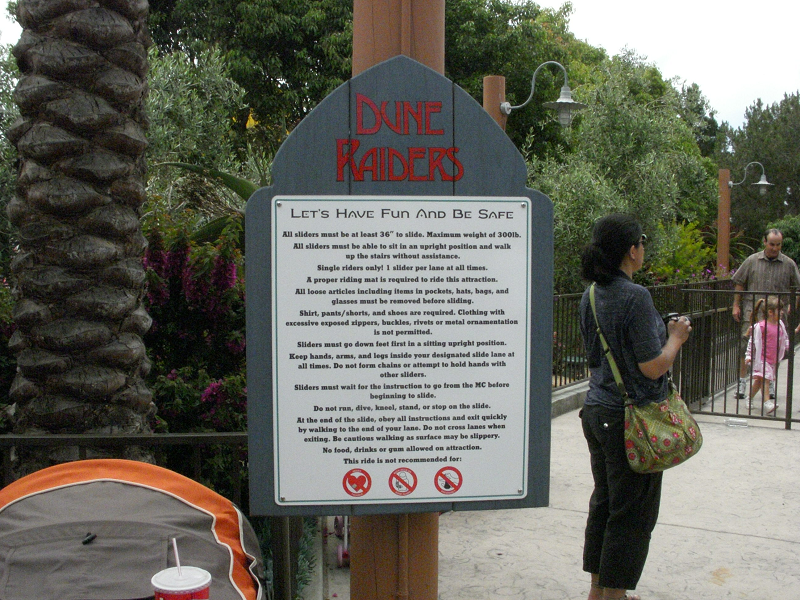 DUNE
RAIDERS
LET'S HAVE FUN AND BE SAFE
All sliders must be at least 36" to slide. Maximum weight of 300lb.
All sliders must be able to sit in an upright position and walk
up the stairs without assistance.
Single riders only! 1 slider per lane at all times.
A proper riding mat is required to ride this attraction.
All loose articles including items in pockets, hats, bags, and
glasses must be removed before sliding.
Shirt, pants/shorts, and shoes are required. Clothing with
excessive exposed zippers, buckles, rivets or metal ornamentation
is not permitted.
Sliders must go down feet first in a sitting upright position.
Keep hands, arms, and legs inside your designated slide lane at
all times. Do not form chains or attempt to hold hands with
other sliders.
Sliders must wait for the instruction to go from the MC before
beginning to slide.
Do not run, dive, kneel, stand, or stop on the slide.
At the end of the slide, obey all instructions and exit quickly
by walking to the end of your lane. Do not cross lanes when
exiting. Be cautious walking as surface may be slippery.
No food, drinks or gum allowed on attraction.
This ride is not recommended for: